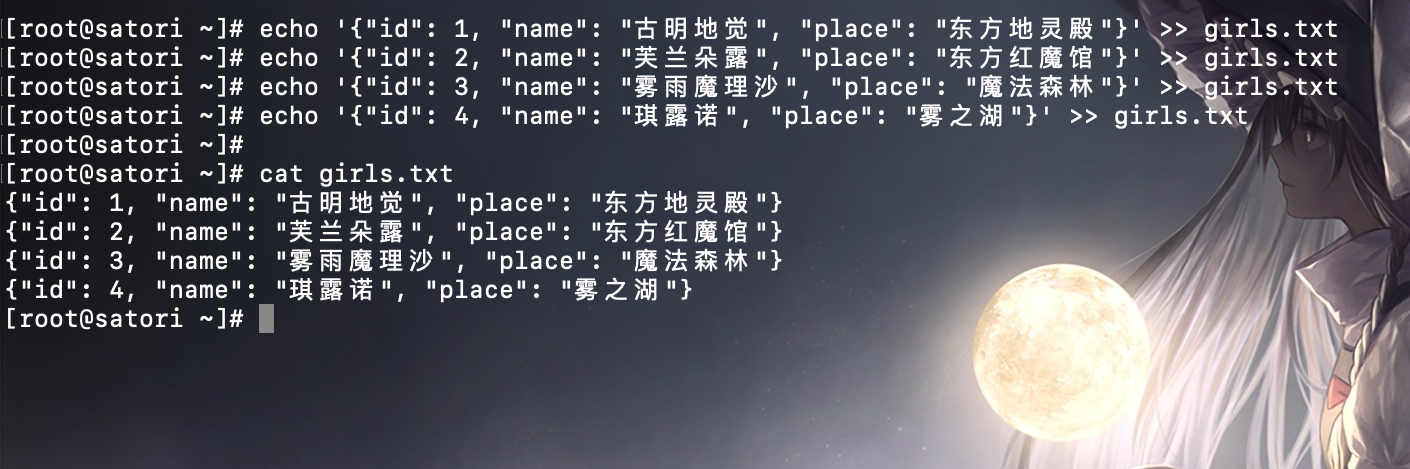 [root@satori ~]# echo '{"id": 1, "name": "古明地觉", "place": "东方地灵殿"}' >> girls.txt
[root@satori ~]# echo '{"id": 2, "name": "芙兰朵露", "place": "东方红魔馆"}' >> girls.txt
[root@satori ~]# echo '{"id": 3, "name": "雾雨魔理沙", "place": "魔法森林"}' >> girls.txt
[root@satori ~]# echo '{"id": 4, "name": "琪露诺", "place": "雾之湖"}' >> girls.txt
[root@satori ~]#
[root@satori ~]# cat girls.txt
{"id": 1, "name": "古明地觉", "place": "东方地灵殿"}
{"id": 2, "name": "芙兰朵露", "place": "东方红魔馆"}
{"id": 3, "name": "雾雨魔理沙", "place": "魔法森林"}
{"id": 4, "name": "琪露诺", "place": "雾之湖"}
[root@satori ~]#